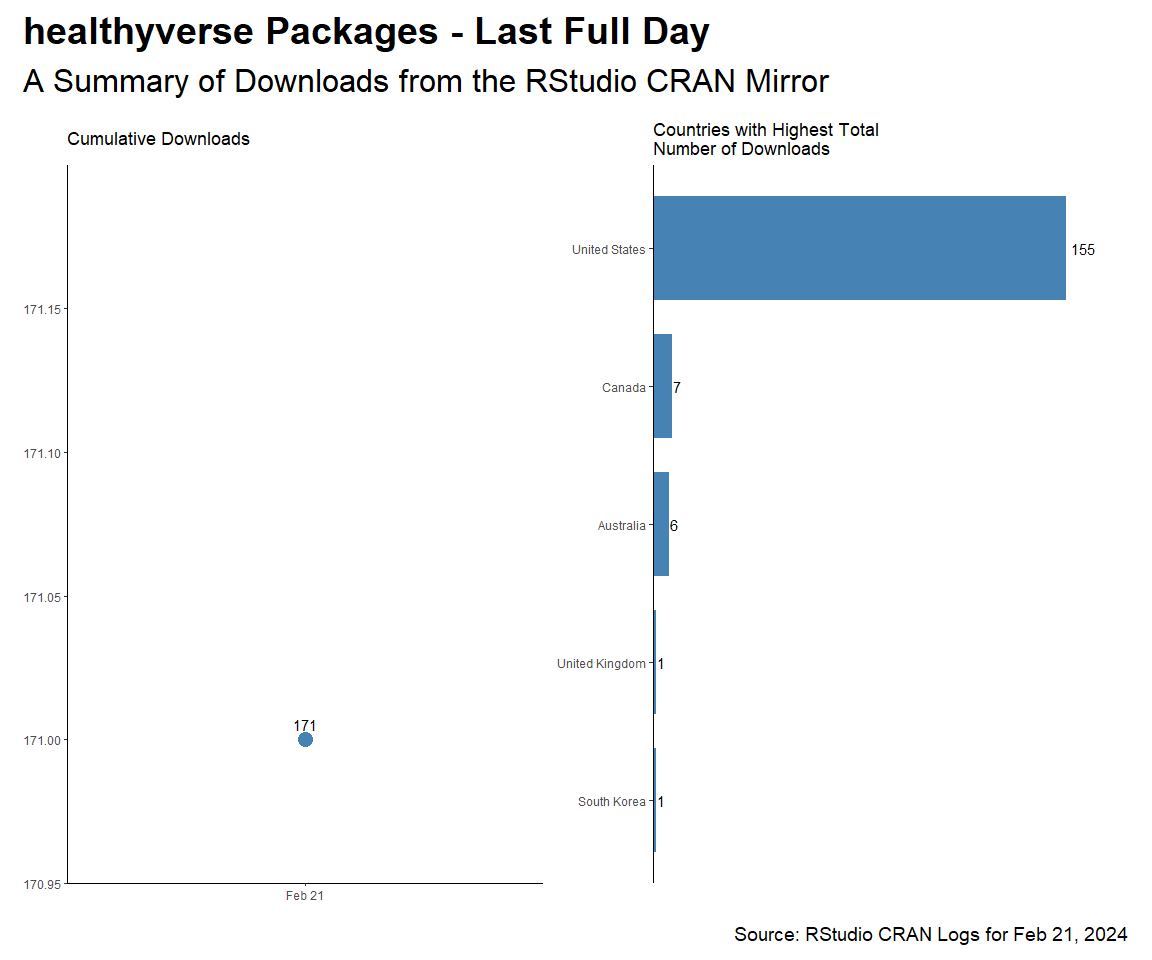 healthyverse Packages - Last Full Day
A Summary of Downloads from the RStudio CRAN Mirror
Cumulative Downloads
171.15
171.10
171.05
171.00
170.95
171
Feb 21
Countries with Highest Total
Number of Downloads
United States 155
Canada 7
Australia 6
United Kingdom 1
South Korea 1
Source: RStudio CRAN Logs for Feb 21, 2024